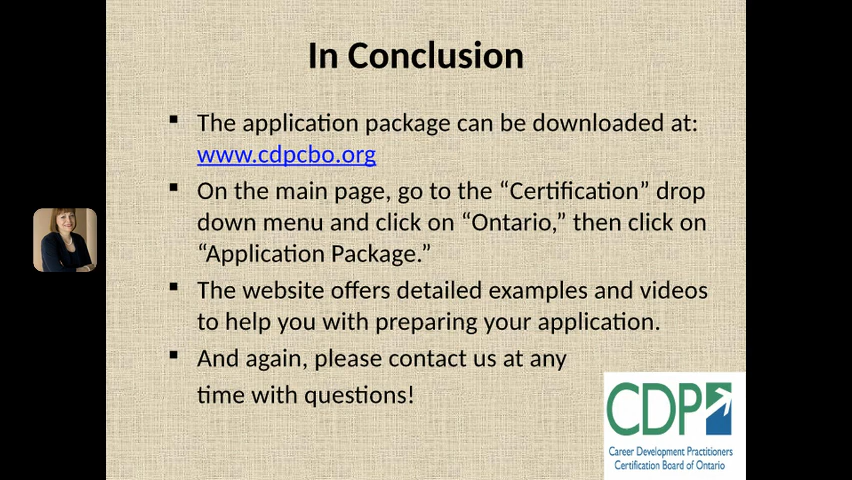 In Conclusion
▪ The application package can be downloaded at:
www.cdpcbo.org
▪ On the main page, go to the “Certification” drop
down menu and click on “Ontario,” then click on
“Application Package.”
▪ The website offers detailed examples and videos
to help you with preparing your application.
▪ And again, please contact us at any
time with questions!
CDP
Career Development Practitioners
Certification Board of Ontario